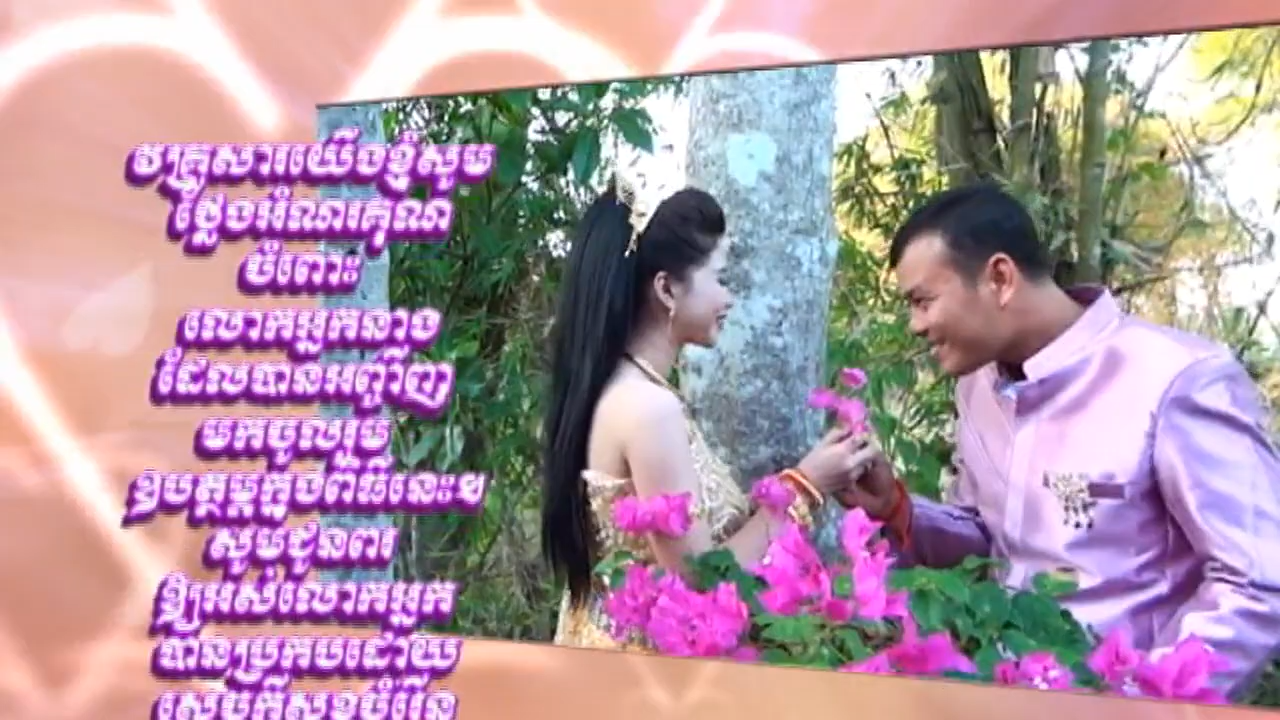 វគ្រួសារយើងខ្ញុំសូម
ថ្លែងអំណរគុណ
ចំពោះ
លោកអ្នកនាង
ដែលបានអញ្ជើញ
មកចូលរួម
ឧបត្ថម្ភក្នុងពិធីនេះ។
សូមជូនពរ
ឱ្យអស់លោកអ្នក
បានប្រកបដោយ